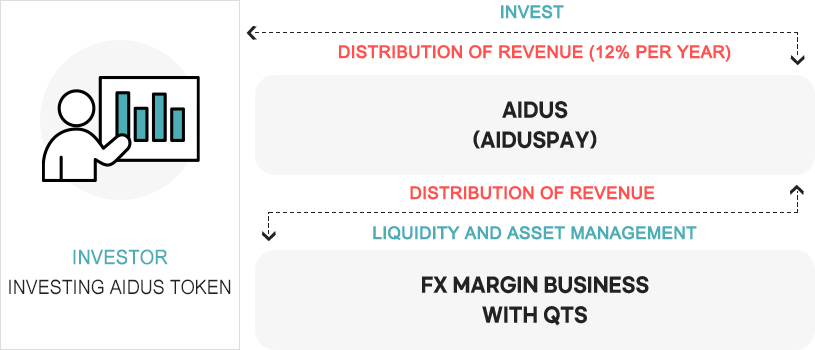 INVEST
DISTRIBUTION OF REVENUE (12% PER YEAR)
AIDUS
(AIDUSPAY)
DISTRIBUTION OF REVENUE
LIQUIDITY AND ASSET MANAGEMENT
INVESTOR
INVESTING AIDUS TOKEN
FX MARGIN BUSINESS
WITH QTS